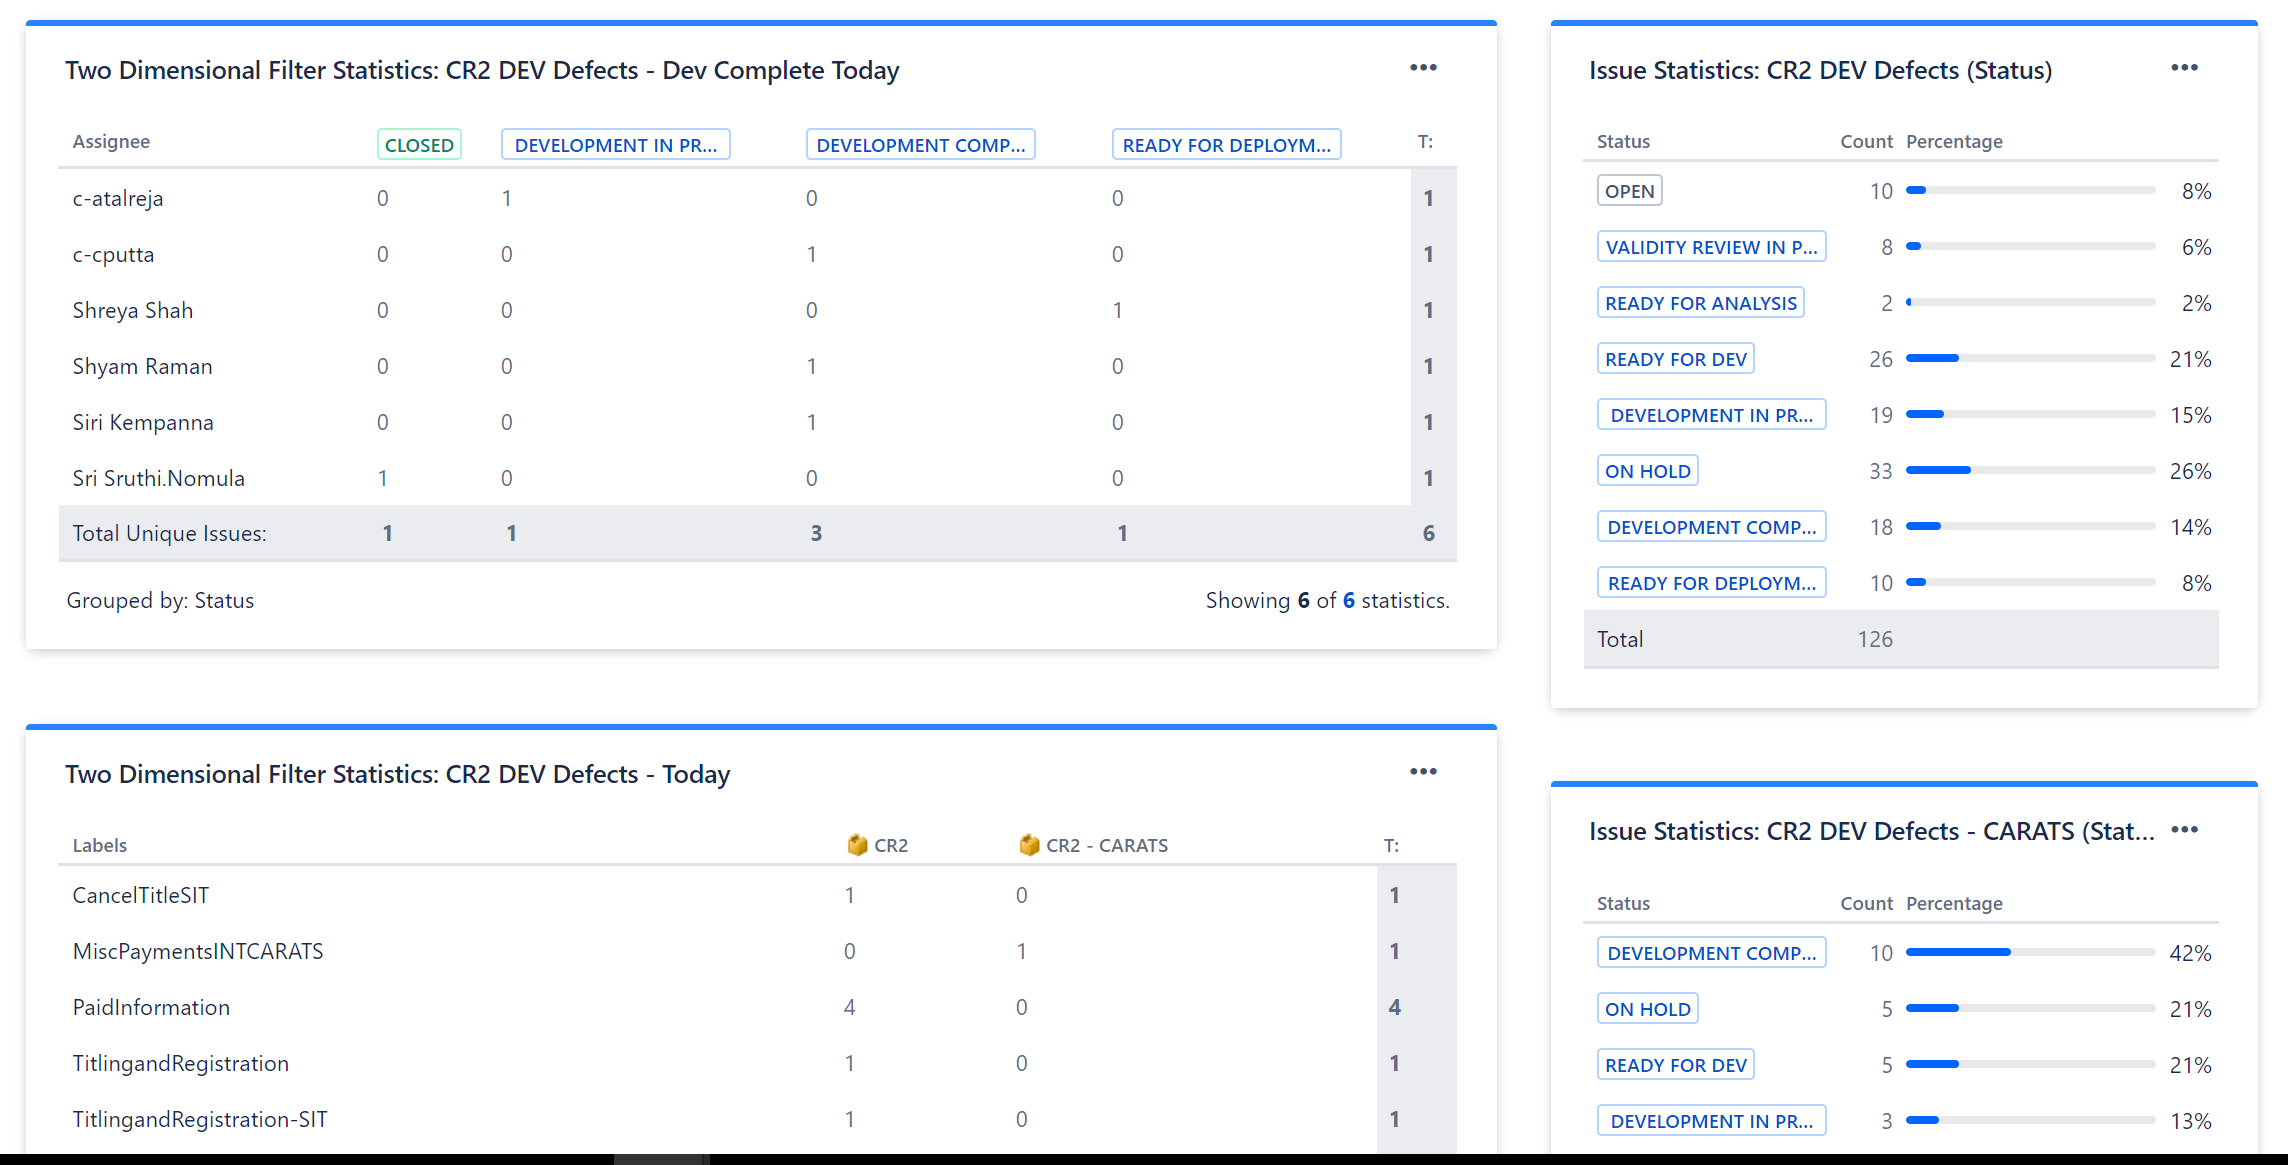 Two Dimensional Filter Statistics: CR2 DEV Defects - Dev Complete Today
Assignee CLOSED DEVELOPMENT IN PR... DEVELOPMENT COMP... READY FOR DEPLOYM... T:
c-atalreja 0 1 0 0 1
c-cputta 0 0 1 0 1
Shreya Shah 0 0 0 1 1
Shyam Raman 0 0 1 0 1
Siri Kempanna 0 0 1 0 1
Sri Sruthi.Nomula 1 0 0 0 1
Total Unique Issues: 1 1 3 1 6
Grouped by: Status Showing 6 of 6 statistics.
Two Dimensional Filter Statistics: CR2 DEV Defects - Today
Labels CR2 CR2 - CARATS T:
CancelTitleSIT 1 0 1
MiscPaymentsINTCARATS 0 1 1
PaidInformation 4 0 4
TitlingandRegistration 1 0 1
TitlingandRegistration-SIT 1 0 1
Issue Statistics: CR2 DEV Defects (Status)
Status Count Percentage
OPEN 10 8%
VALIDITY REVIEW IN P... 8 6%
READY FOR ANALYSIS 2 2%
READY FOR DEV 26 21%
DEVELOPMENT IN PR... 19 15%
ON HOLD 33 26%
DEVELOPMENT COMP... 18 14%
READY FOR DEPLOYM... 10 8%
Total 126
Issue Statistics: CR2 DEV Defects - CARATS (Stat...
Status Count Percentage
DEVELOPMENT COMP... 10 42%
ON HOLD 5 21%
READY FOR DEV 5 21%
DEVELOPMENT IN PR... 3 13%